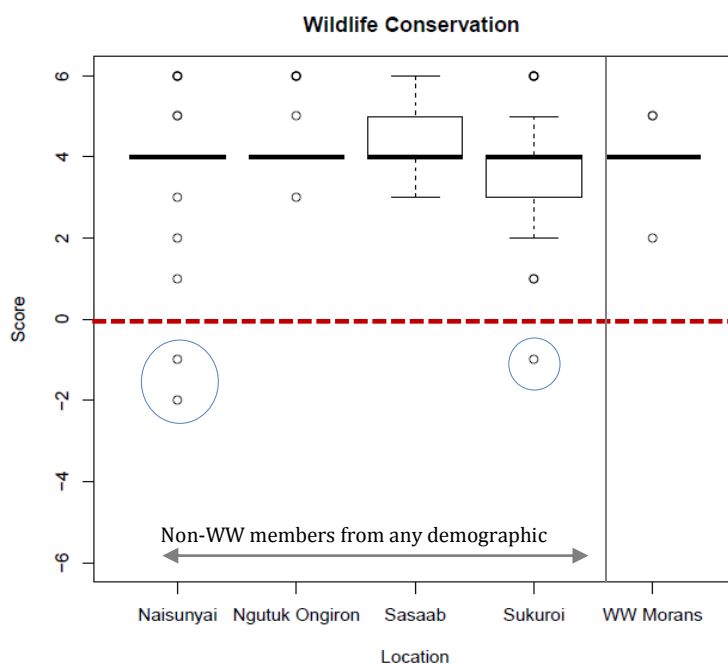 Wildlife Conservation
Score
6
4
2
0
−2
−4
−6
Non-WW members from any demographic
Naisunyai Ngutuk Ongiron Sasaab Sukuroi WW Morans
Location